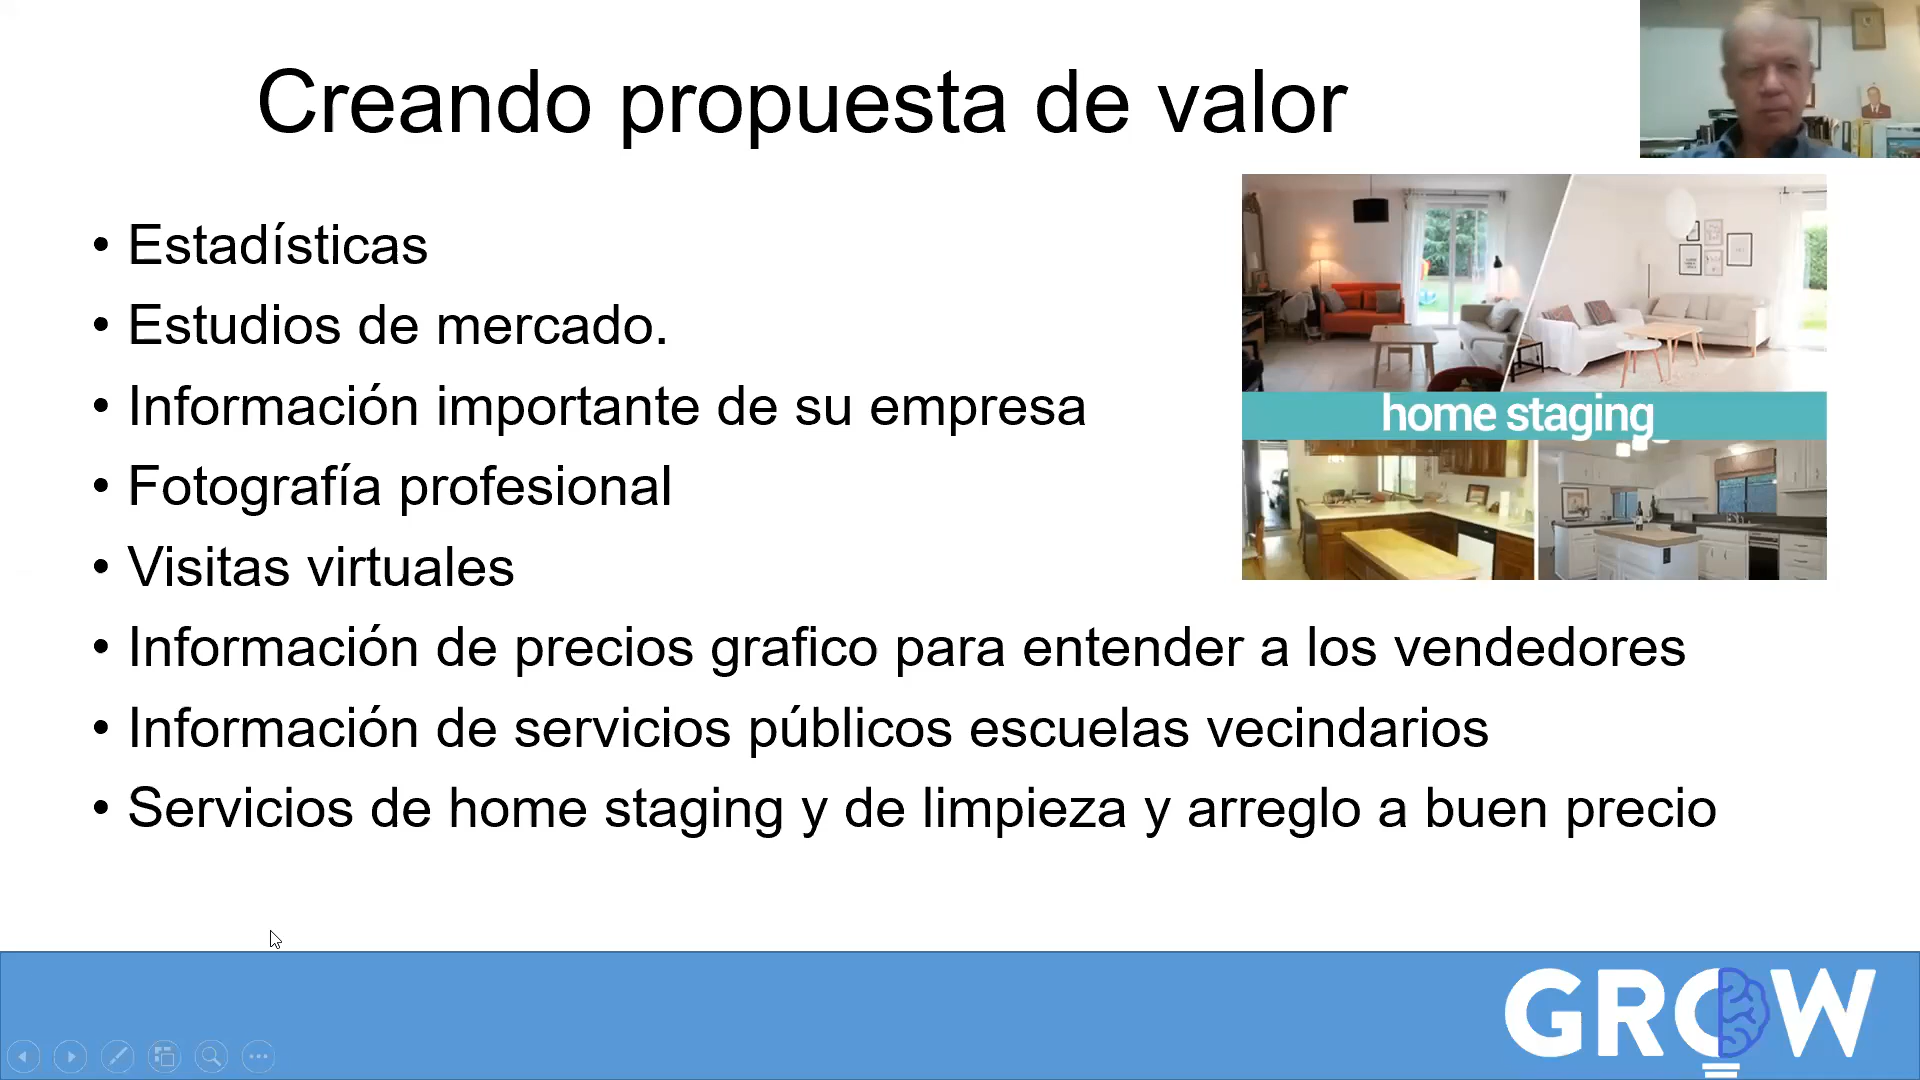 Creando propuesta de valor
• Estadísticas
• Estudios de mercado.
• Información importante de su empresa
• Fotografía profesional
• Visitas virtuales
• Información de precios grafico para entender a los vendedores
• Información de servicios públicos escuelas vecindarios
• Servicios de home staging y de limpieza y arreglo a buen precio
home staging
GROW